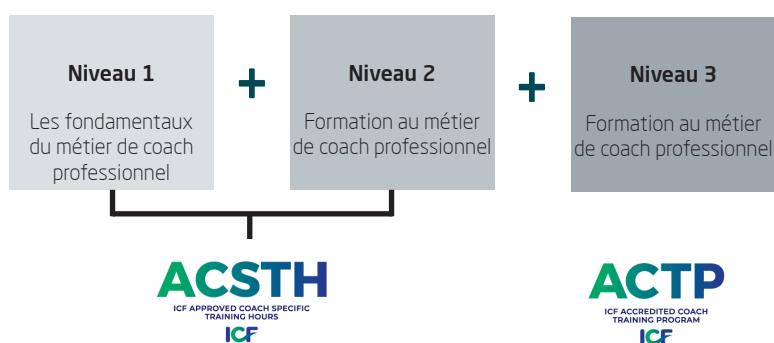 Niveau 1
Les fondamentaux
du métier de coach
professionnel
+
Niveau 2
Formation au métier
de coach professionnel
+
Niveau 3
Formation au métier
de coach professionnel
ACSTH
ICF APPROVED COACH SPECIFIC
TRAINING HOURS
ICF
ACTP
ICF ACCREDITED COACH
TRAINING PROGRAM
ICF